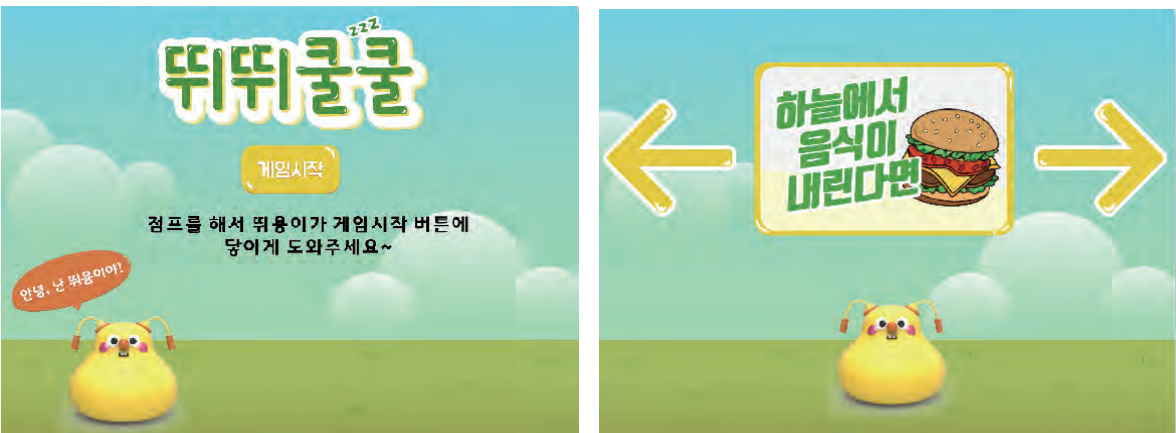 zzz
뛰뛰쿨쿨
게임시작
점프를 해서 뛰용이가 게임시작 버튼에
닿이게 도와주세요~
안녕, 난 뛰용이야!
하늘에서
음식이
내린다면